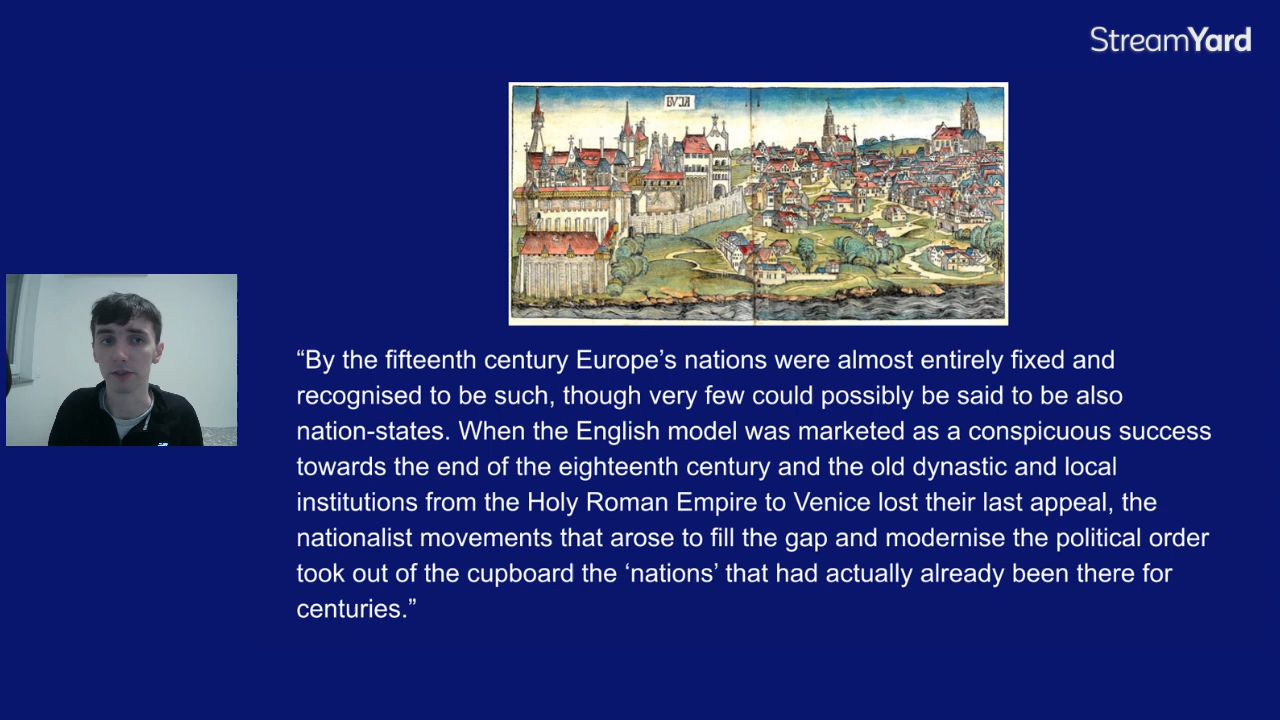 StreamYard
BVDA
“By the fifteenth century Europe’s nations were almost entirely fixed and
recognised to be such, though very few could possibly be said to be also
nation-states. When the English model was marketed as a conspicuous success
towards the end of the eighteenth century and the old dynastic and local
institutions from the Holy Roman Empire to Venice lost their last appeal, the
nationalist movements that arose to fill the gap and modernise the political order
took out of the cupboard the ‘nations’ that had actually already been there for
centuries.”